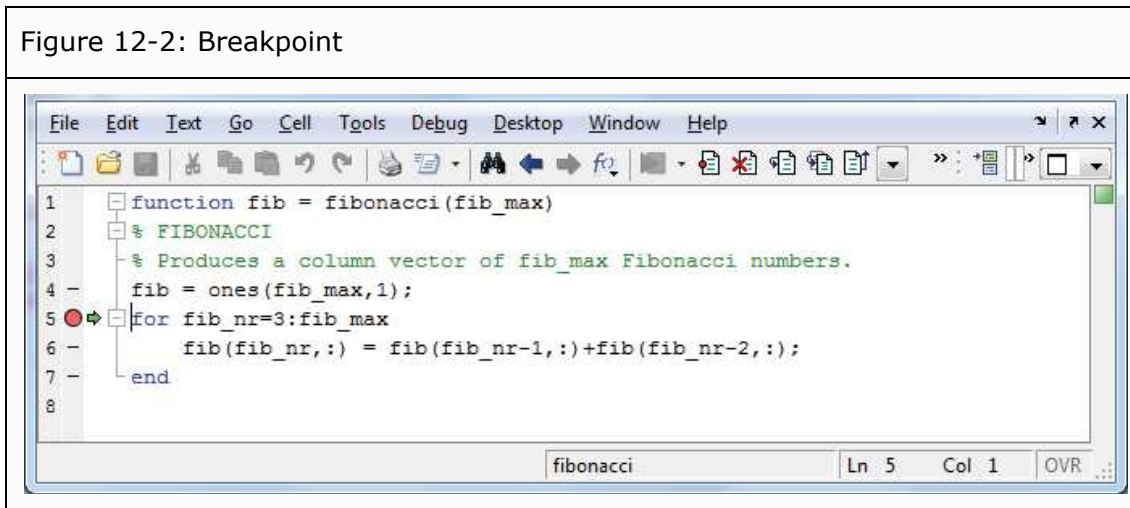 Figure 12-2: Breakpoint
File Edit Text Go Cell Tools Debug Desktop Window Help
1 function fib = fibonacci(fib_max)
2 % FIBONACCI
3 % Produces a column vector of fib_max Fibonacci numbers.
4 - fib = ones(fib_max,1);
5 for fib_nr=3:fib_max
6 - fib(fib_nr,:) = fib(fib_nr-1,:)+fib(fib_nr-2,:);
7 - end
8
fibonacci Ln 5 Col 1 OVR